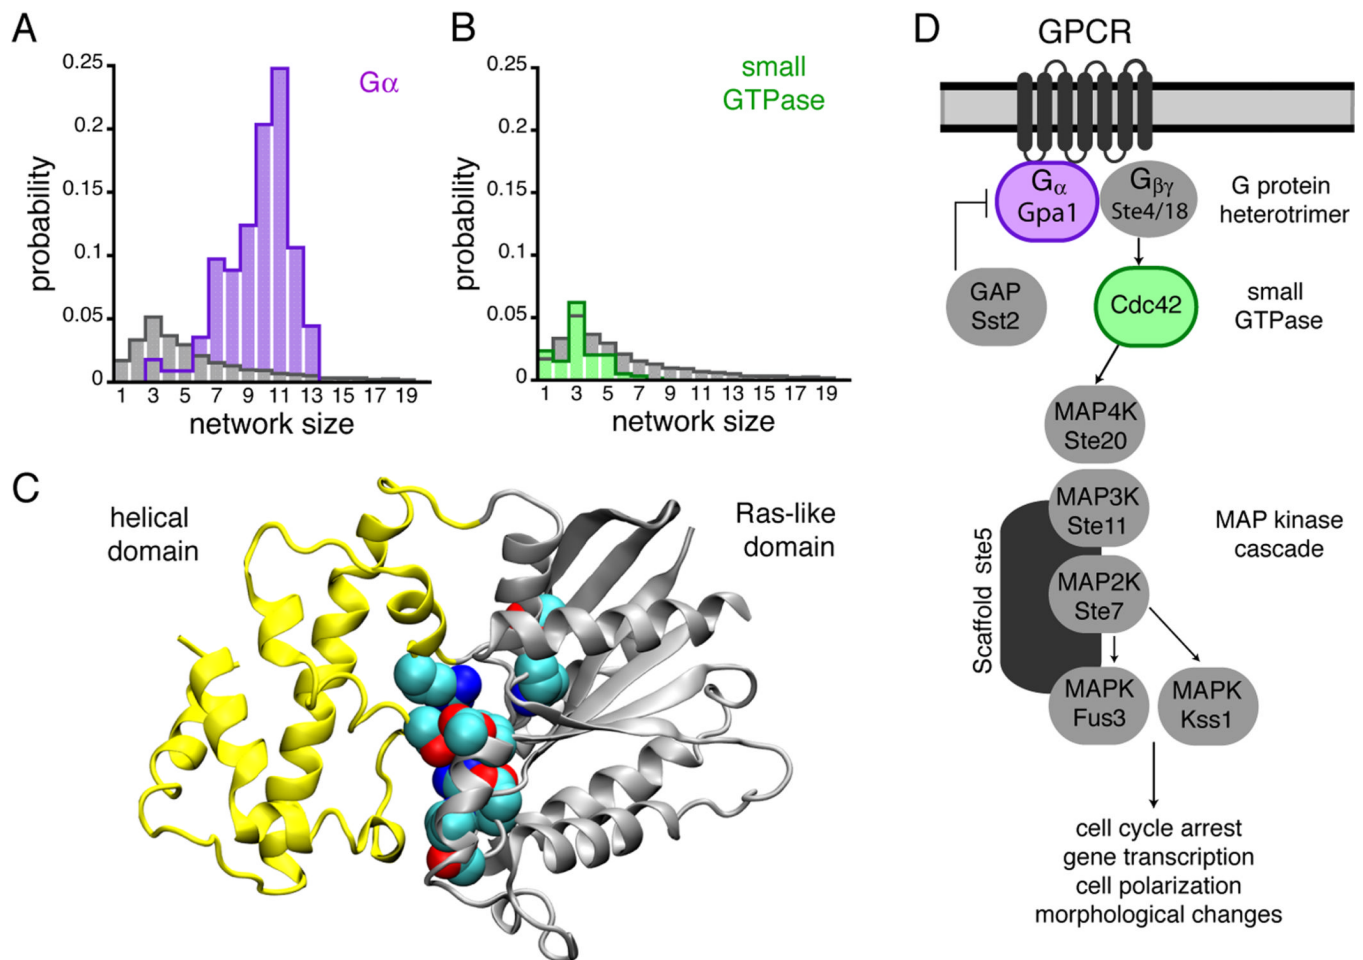 A
0.25
0.2
0.15
0.1
0.05
0
probability
Gα
1 3 5 7 9 11 13 15 17 19
network size
B
0.25
0.2
0.15
0.1
0.05
0
probability
small
GTPase
1 3 5 7 9 11 13 15 17 19
network size
C
helical
domain
Ras-like
domain
D
GPCR
Gα
Gpa1
Gβγ
Ste4/18
G protein
heterotrimer
GAP
Sst2
Cdc42
small
GTPase
MAP4K
Ste20
MAP3K
Ste11
MAP2K
Ste7
Scaffold ste5
MAP kinase
cascade
MAPK
Fus3
MAPK
Kss1
cell cycle arrest
gene transcription
cell polarization
morphological changes